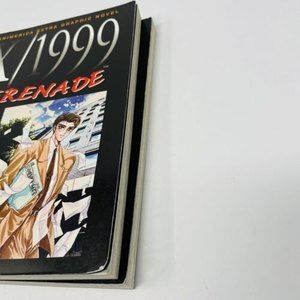 ANIMERICA EXTRA GRAPHIC NOVEL
X/1999
RENADE